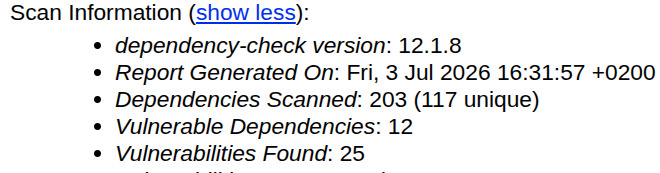 Scan Information (show less):
• dependency-check version: 12.1.8
• Report Generated On: Fri, 3 Jul 2026 16:31:57 +0200
• Dependencies Scanned: 203 (117 unique)
• Vulnerable Dependencies: 12
• Vulnerabilities Found: 25